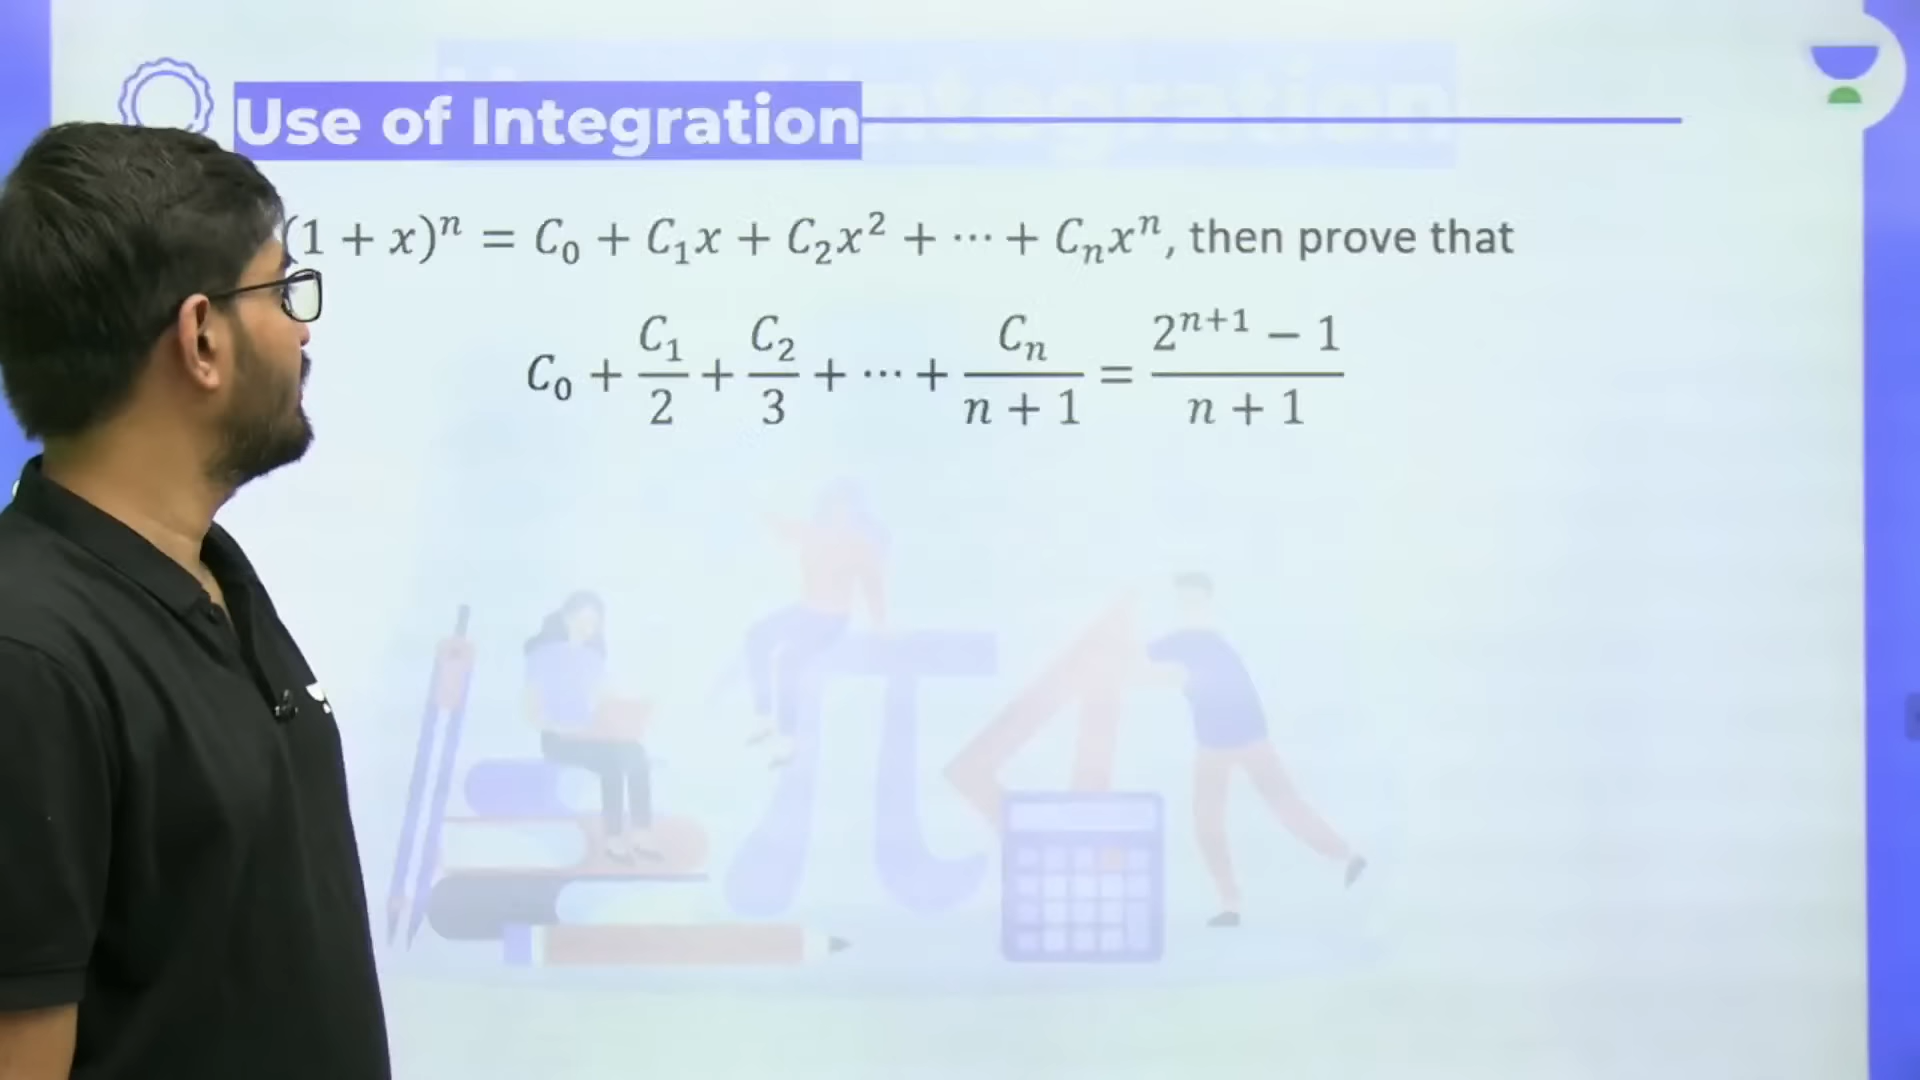 Use of Integration
(1 + x)ⁿ = C₀ + C₁x + C₂x² + ⋯ + Cₙxⁿ, then prove that
C₀ + C₁/2 + C₂/3 + ⋯ + Cₙ/(n + 1) = (2ⁿ⁺¹ − 1)/(n + 1)